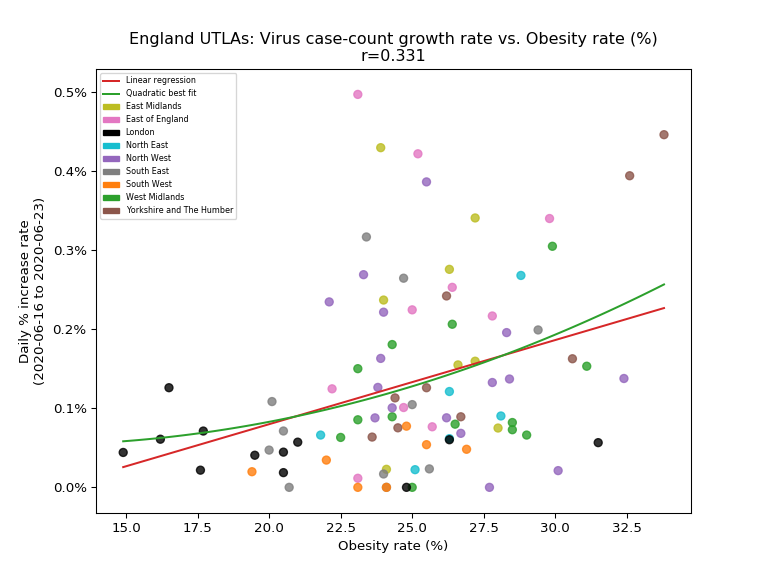 England UTLAs: Virus case-count growth rate vs. Obesity rate (%)
r=0.331
Linear regression
Quadratic best fit
East Midlands
East of England
London
North East
North West
South East
South West
West Midlands
Yorkshire and The Humber
Daily % increase rate
(2020-06-16 to 2020-06-23)
0.5%
0.4%
0.3%
0.2%
0.1%
0.0%
15.0
17.5
20.0
22.5
25.0
27.5
30.0
32.5
Obesity rate (%)